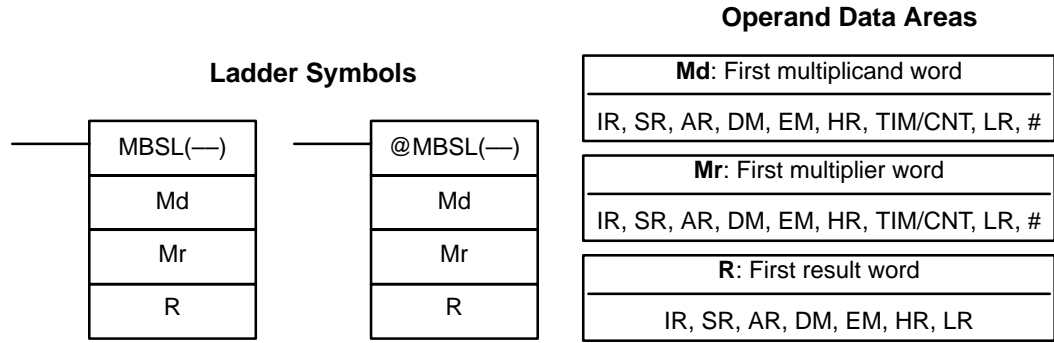 Ladder Symbols
MBSL(––)
Md
Mr
R
@MBSL(––)
Md
Mr
R
Operand Data Areas
Md: First multiplicand word
IR, SR, AR, DM, EM, HR, TIM/CNT, LR, #
Mr: First multiplier word
IR, SR, AR, DM, EM, HR, TIM/CNT, LR, #
R: First result word
IR, SR, AR, DM, EM, HR, LR